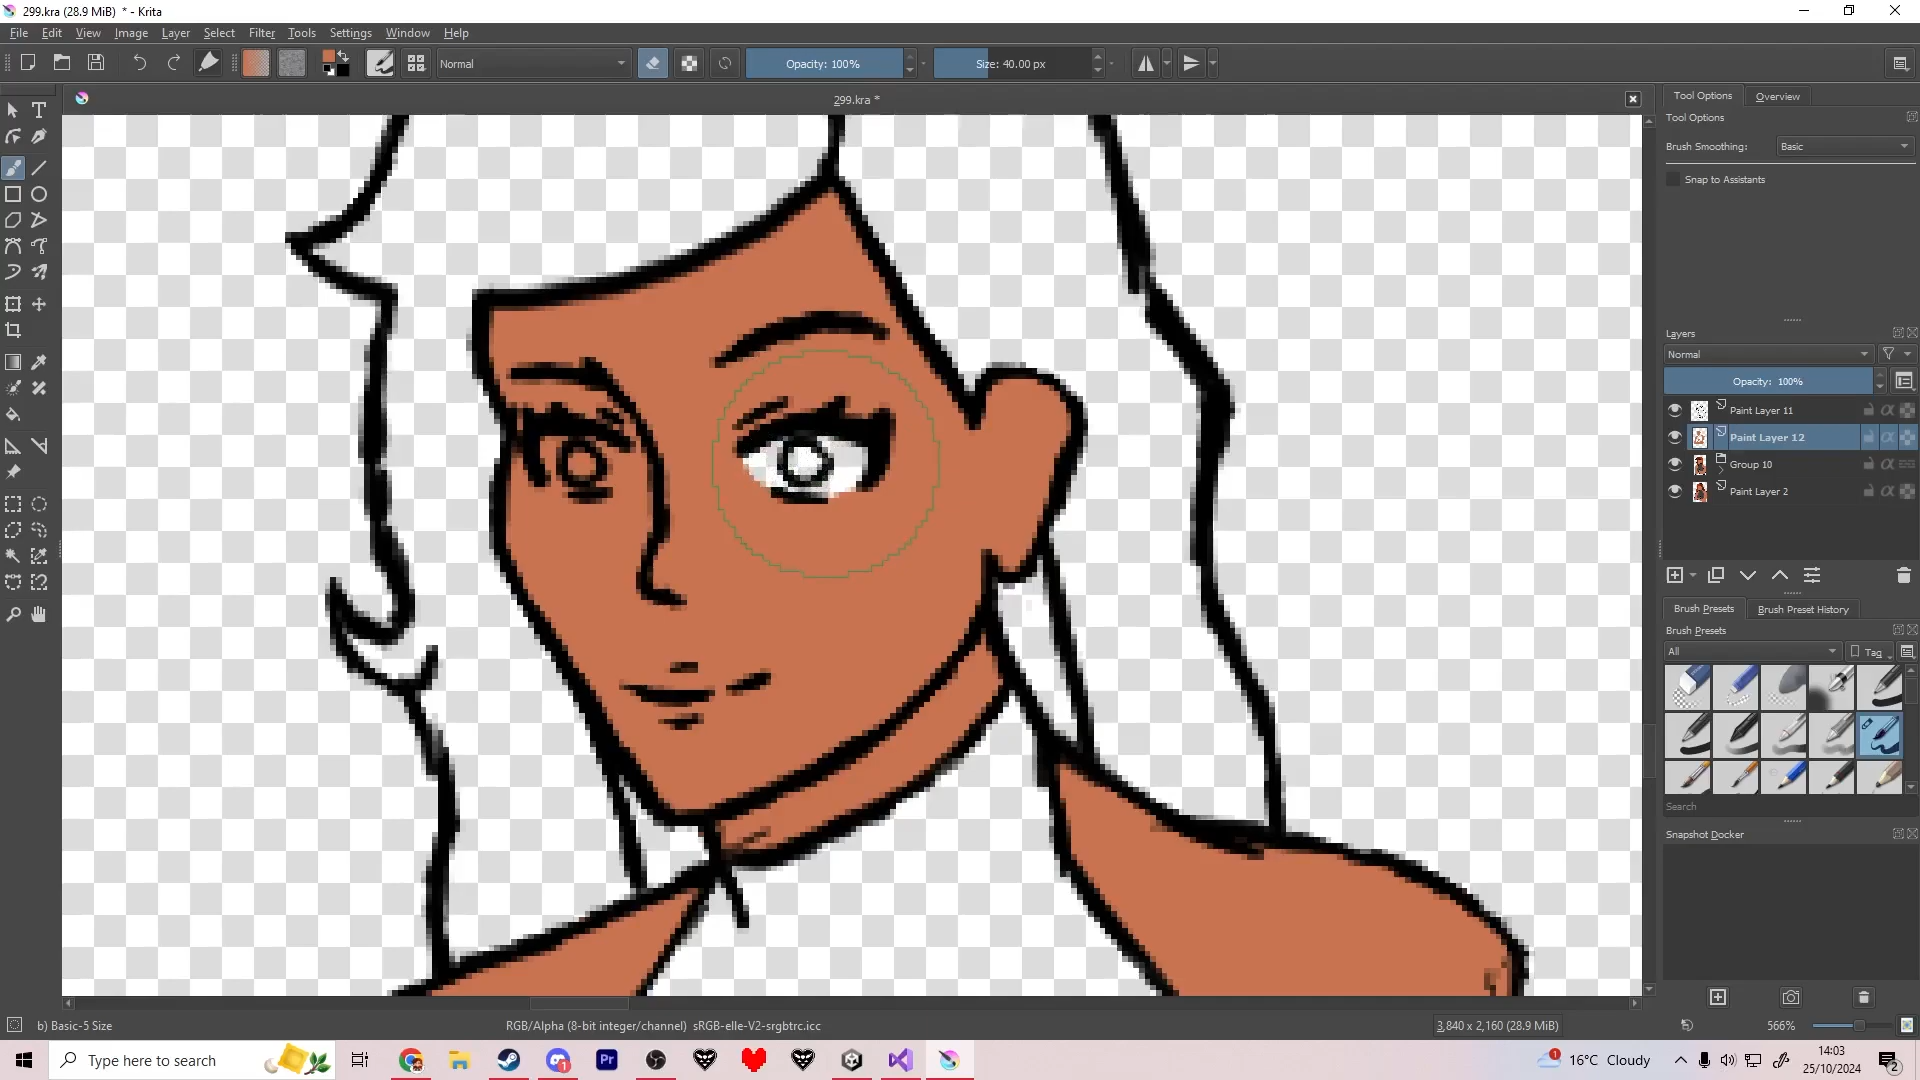 299.kra (28.9 MiB)  * - Krita
File Edit View Image Layer Select Filter Tools Settings Window Help
Normal
Opacity: 100%
Size: 40.00 px
299.kra *
Tool Options
Overview
Tool Options
Brush Smoothing:
Basic
Snap to Assistants
Layers
Normal
Opacity: 100%
Paint Layer 11
Paint Layer 12
Group 10
Paint Layer 2
Brush Presets
Brush Preset History
Brush Presets
All
Tag
Search
Snapshot Docker
b) Basic-5 Size
RGB/Alpha (8-bit integer/channel)  sRGB-elle-V2-srgbtrc.icc
3,840 x 2,160 (28.9 MiB)
566%
Type here to search
Pr
1
1
16°C Cloudy
14:03
25/10/2024
2